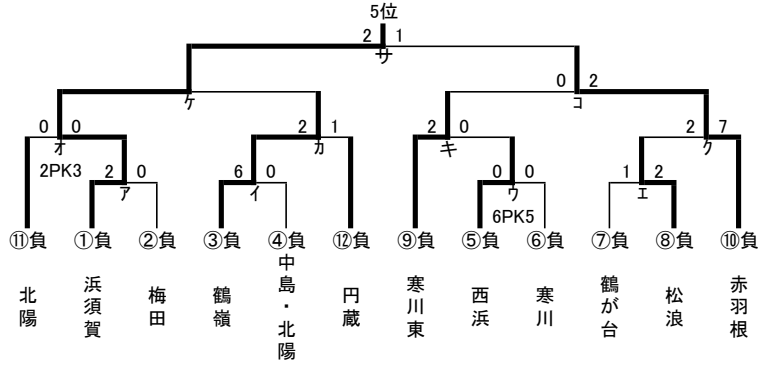 5位
2 1
サ
0 2
ケ コ
0 0 2 1 2 0 2 7
オ カ キ ク
2PK3 2 0 6 0 0 0 1 2
ア イ ウ エ
6PK5
⑪負 ①負 ②負 ③負 ④負 ⑫負 ⑨負 ⑤負 ⑥負 ⑦負 ⑧負 ⑩負
北陽 浜須賀 梅田 鶴嶺 中島・北陽 円蔵 寒川東 西浜 寒川 鶴が台 松浪 赤羽根